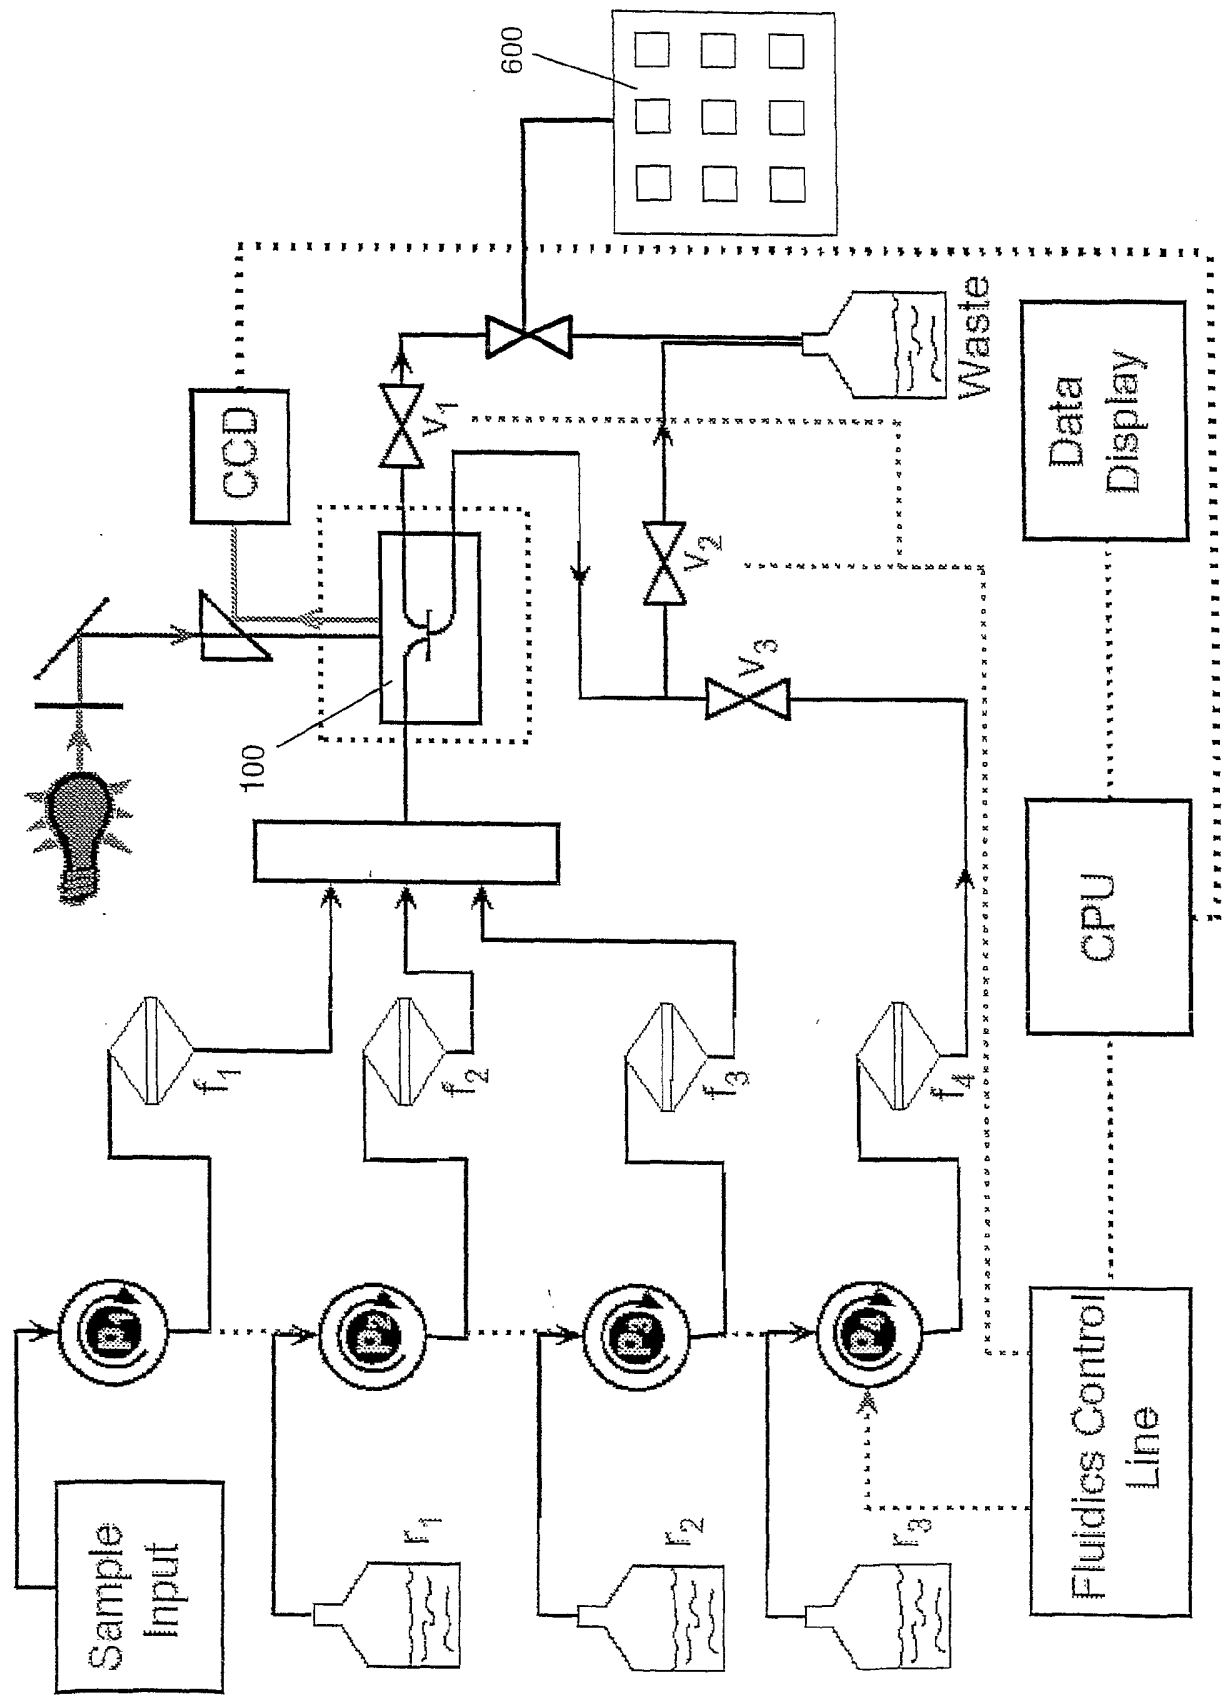 Sample
Input
P1
f1
r1
P2
f2
r2
P3
f3
r3
P4
f4
100
CCD
V1
V2
V3
600
Waste
Fluidics Control
Line
CPU
Data
Display